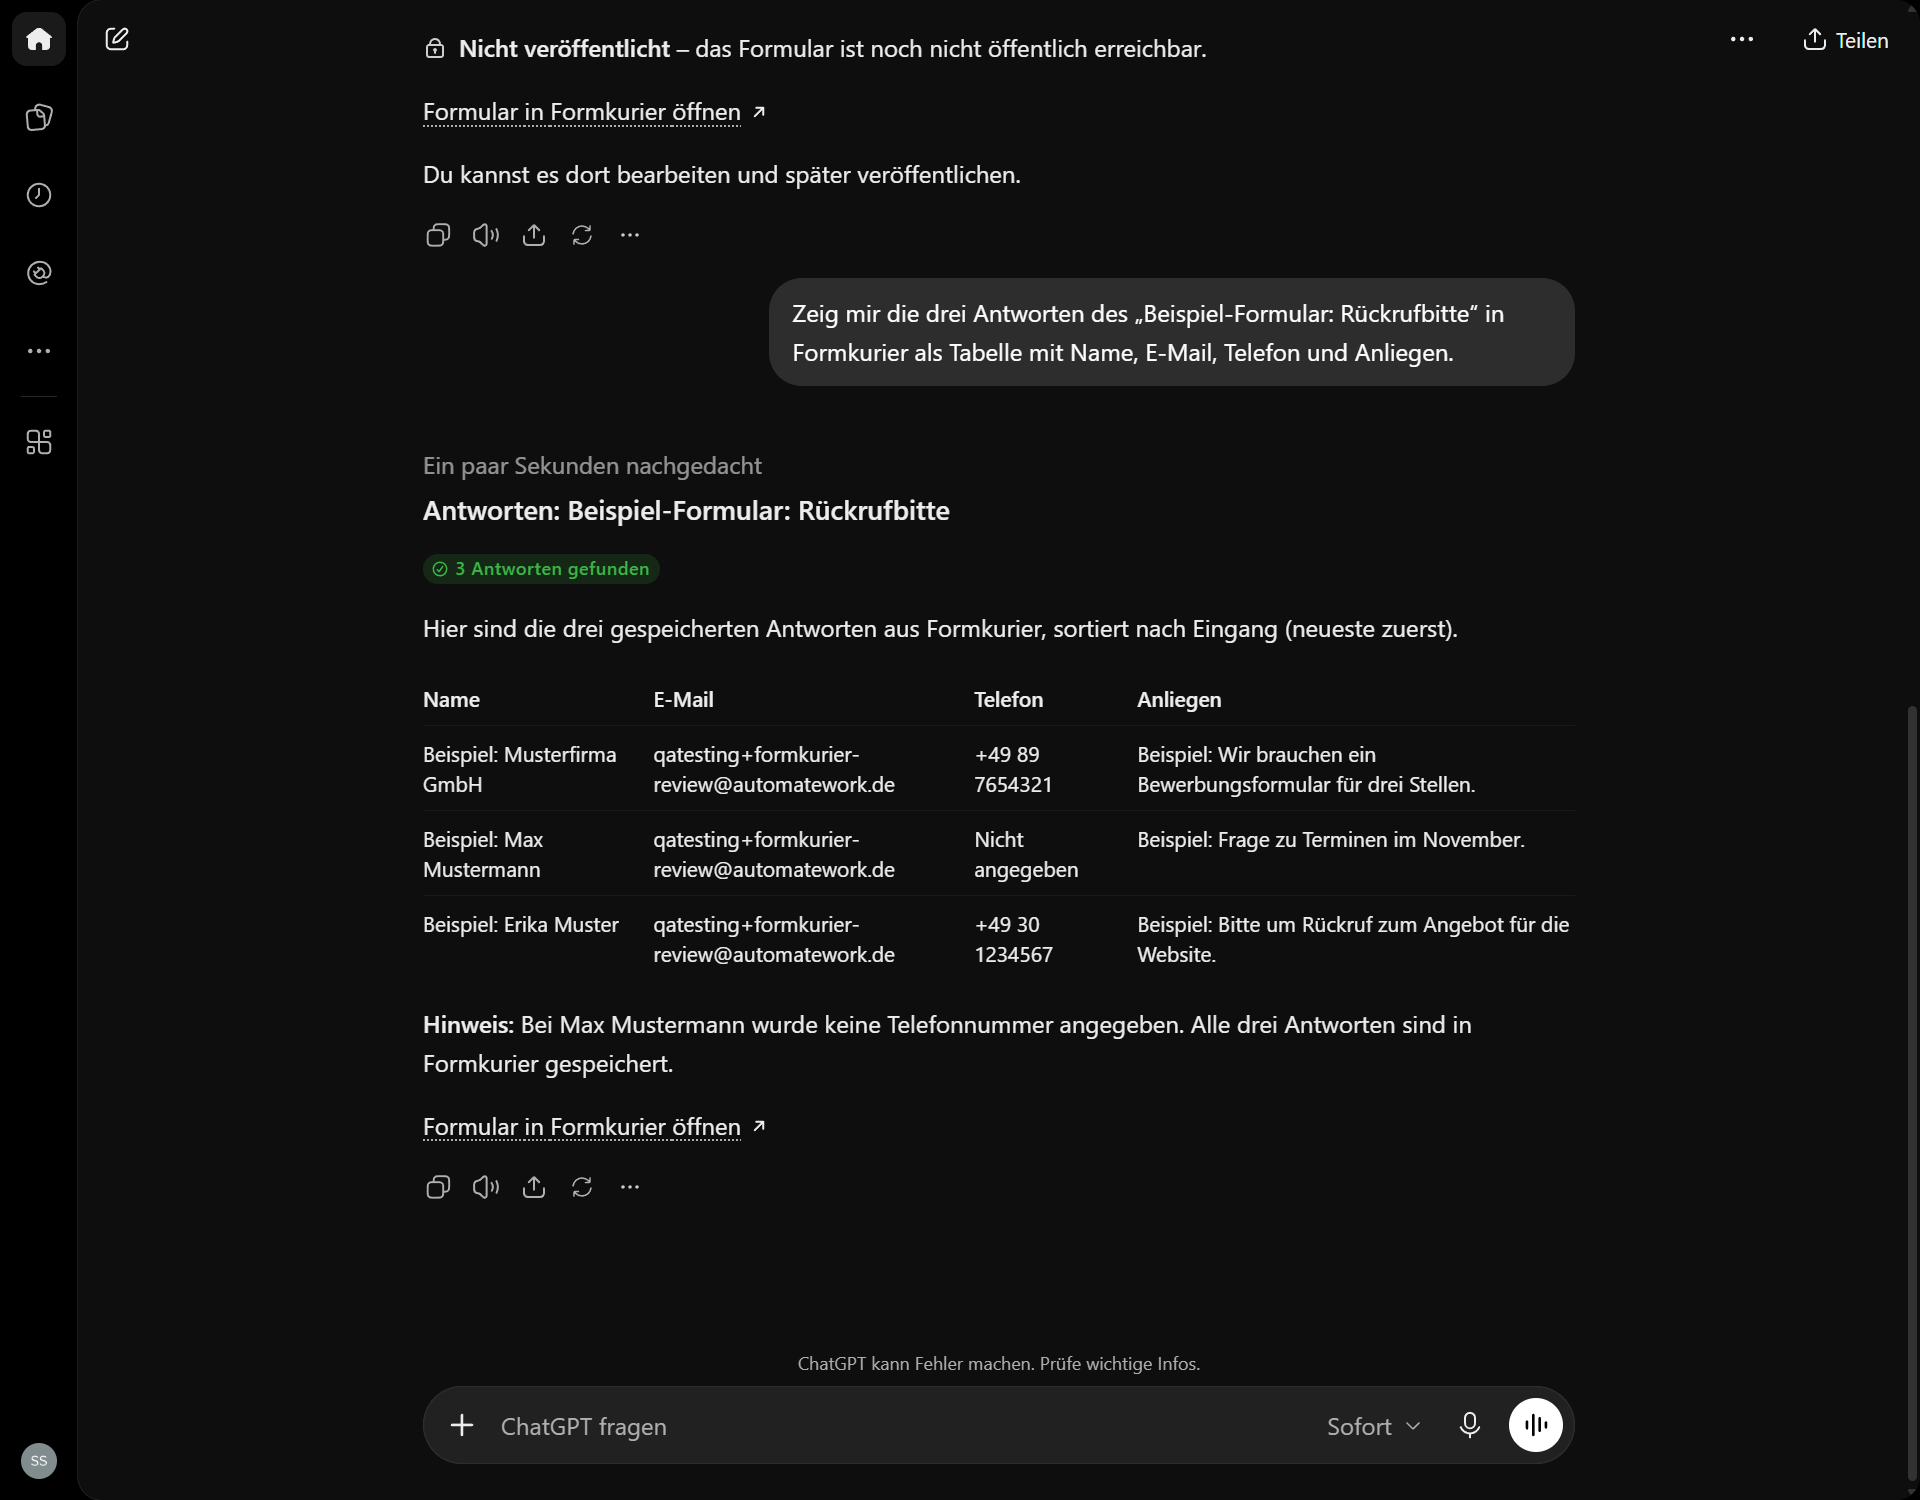 Teilen
Nicht veröffentlicht – das Formular ist noch nicht öffentlich erreichbar.
Formular in Formkurier öffnen
Du kannst es dort bearbeiten und später veröffentlichen.
Zeig mir die drei Antworten des „Beispiel-Formular: Rückrufbitte“ in
Formkurier als Tabelle mit Name, E-Mail, Telefon und Anliegen.
Ein paar Sekunden nachgedacht
Antworten: Beispiel-Formular: Rückrufbitte
3 Antworten gefunden
Hier sind die drei gespeicherten Antworten aus Formkurier, sortiert nach Eingang (neueste zuerst).
Name E-Mail Telefon Anliegen
Beispiel: Musterfirma qatesting+formkurier- +49 89 Beispiel: Wir brauchen ein
GmbH review@automatework.de 7654321 Bewerbungsformular für drei Stellen.
Beispiel: Max qatesting+formkurier- Nicht Beispiel: Frage zu Terminen im November.
Mustermann review@automatework.de angegeben
Beispiel: Erika Muster qatesting+formkurier- +49 30 Beispiel: Bitte um Rückruf zum Angebot für die
review@automatework.de 1234567 Website.
Hinweis: Bei Max Mustermann wurde keine Telefonnummer angegeben. Alle drei Antworten sind in
Formkurier gespeichert.
Formular in Formkurier öffnen
ChatGPT kann Fehler machen. Prüfe wichtige Infos.
ChatGPT fragen Sofort
SS